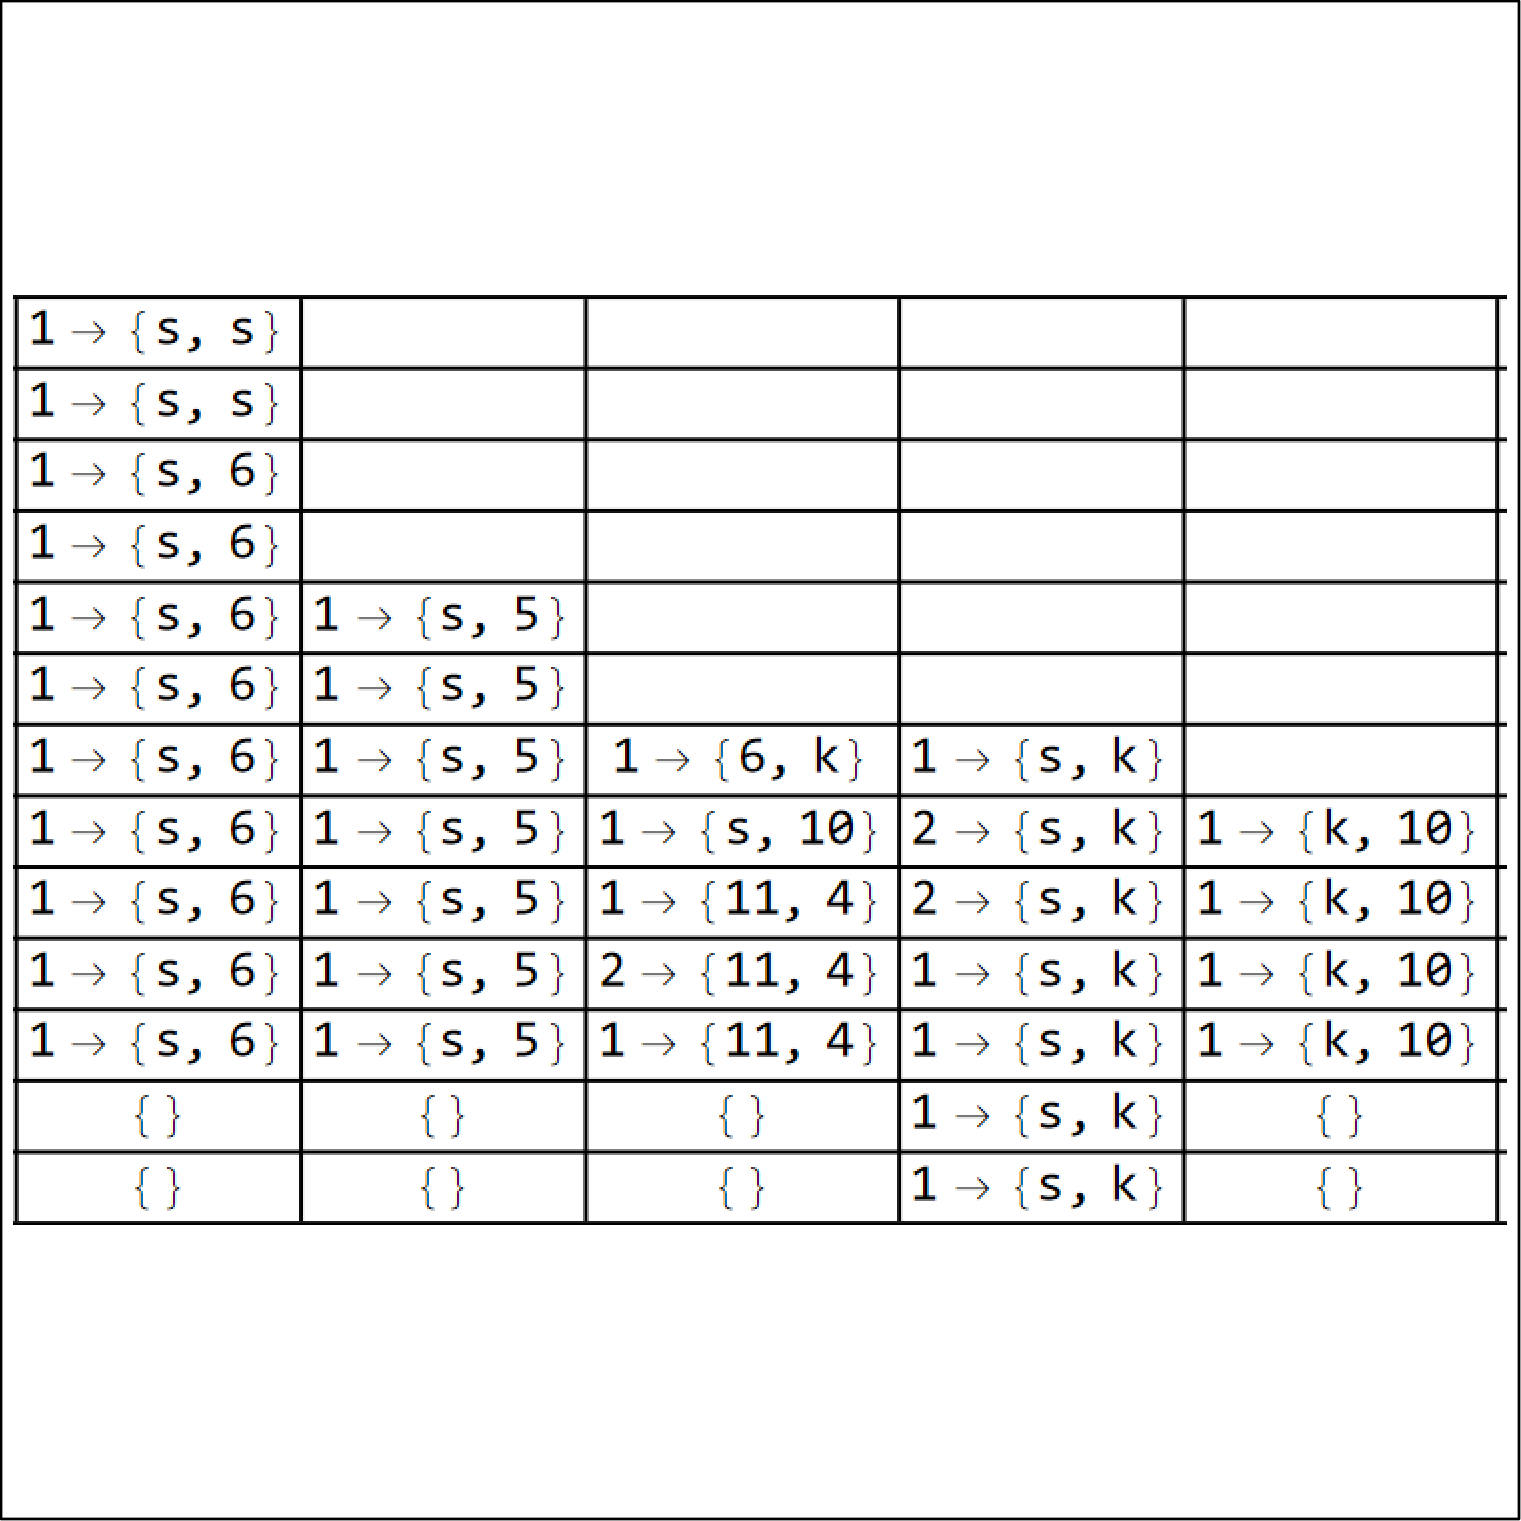 1 → {s, s}
1 → {s, s}
1 → {s, 6}
1 → {s, 6}
1 → {s, 6} 1 → {s, 5}
1 → {s, 6} 1 → {s, 5}
1 → {s, 6} 1 → {s, 5} 1 → {6, k} 1 → {s, k}
1 → {s, 6} 1 → {s, 5} 1 → {s, 10} 2 → {s, k} 1 → {k, 10}
1 → {s, 6} 1 → {s, 5} 1 → {11, 4} 2 → {s, k} 1 → {k, 10}
1 → {s, 6} 1 → {s, 5} 2 → {11, 4} 1 → {s, k} 1 → {k, 10}
1 → {s, 6} 1 → {s, 5} 1 → {11, 4} 1 → {s, k} 1 → {k, 10}
{} {} {} 1 → {s, k} {}
{} {} {} 1 → {s, k} {}